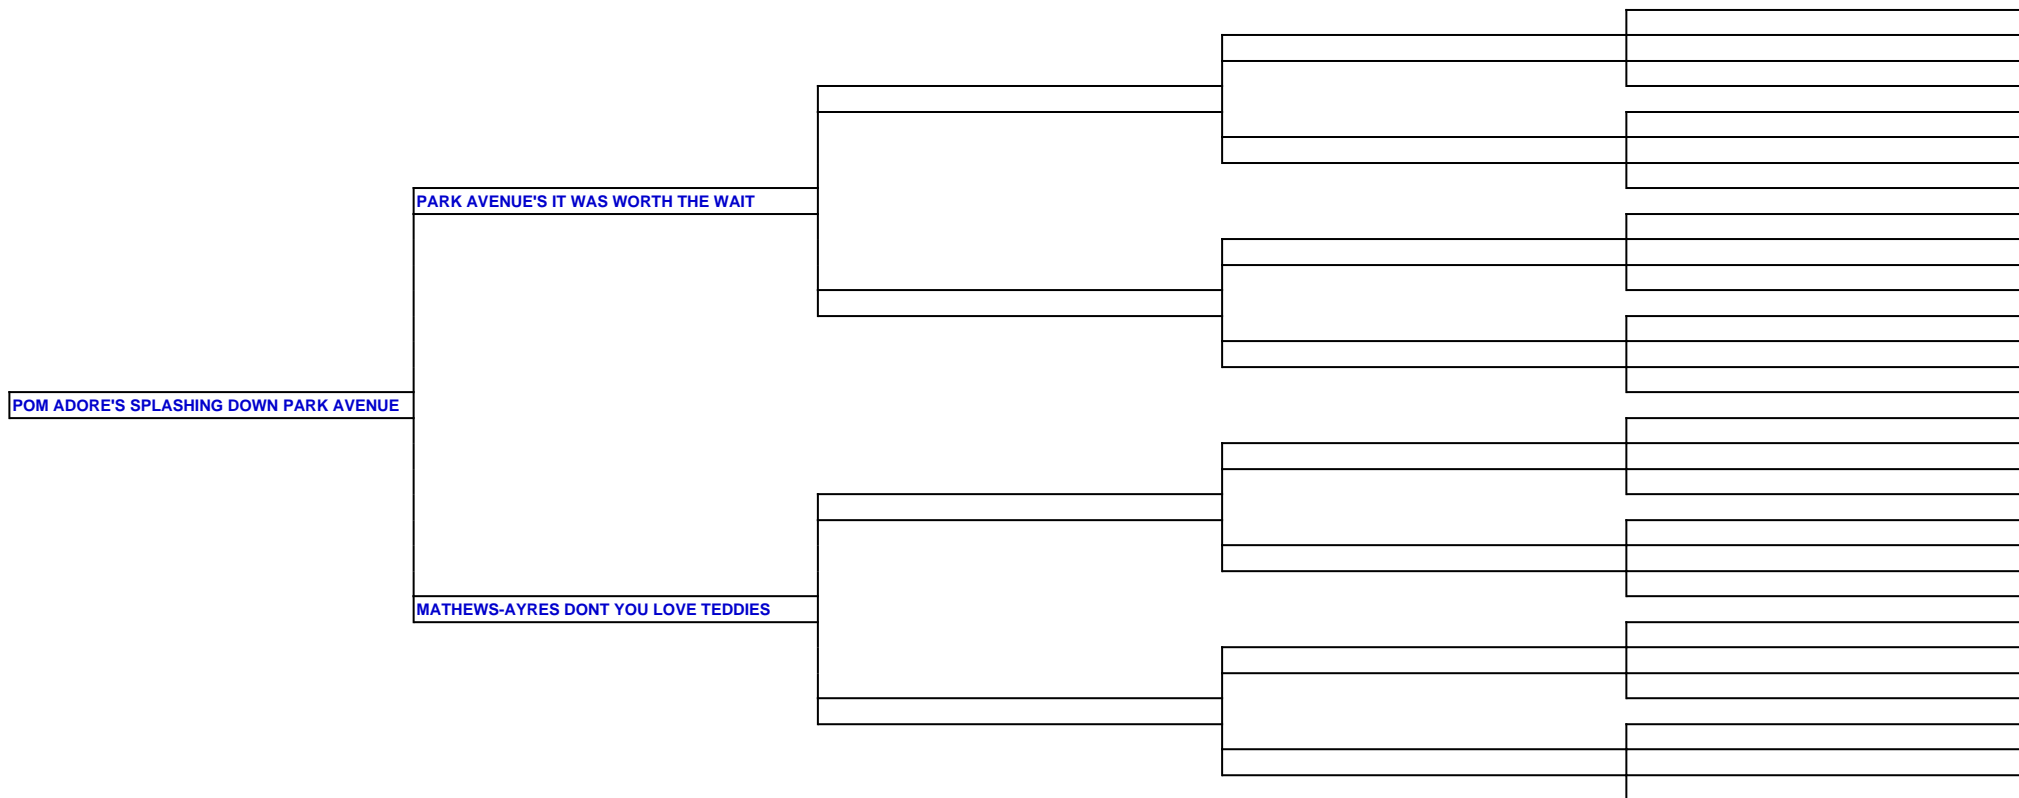 PARK AVENUE'S IT WAS WORTH THE WAIT
POM ADORE'S SPLASHING DOWN PARK AVENUE
MATHEWS-AYRES DONT YOU LOVE TEDDIES